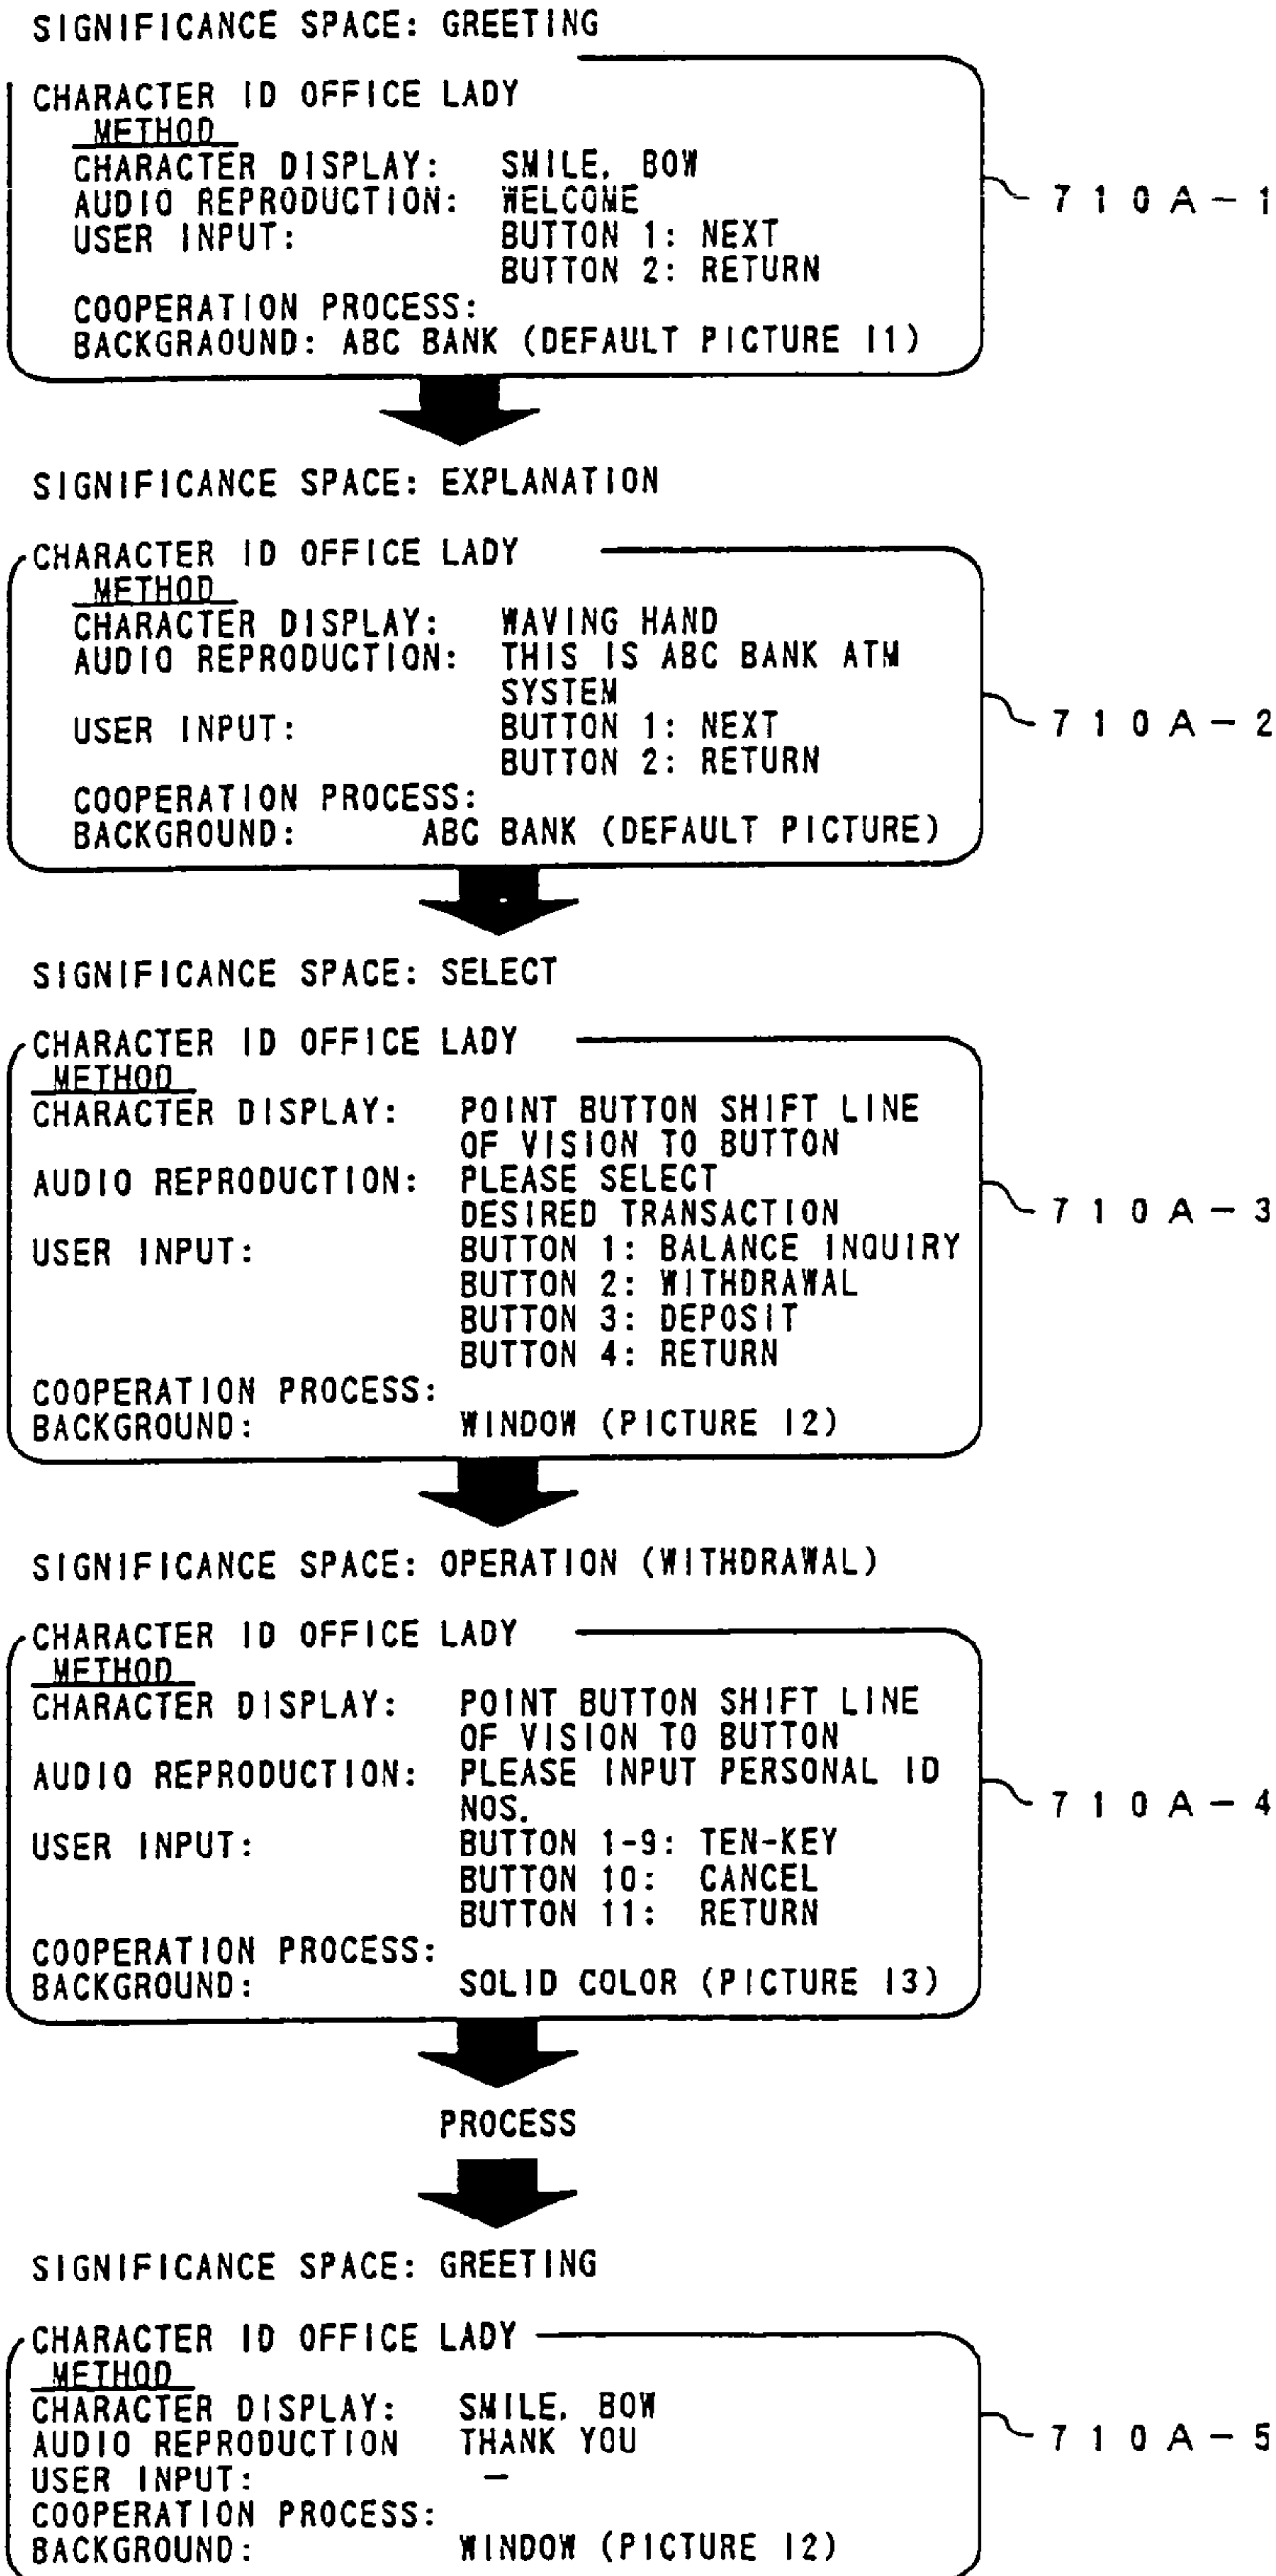 SIGNIFICANCE SPACE: GREETING
CHARACTER ID OFFICE LADY
METHOD
CHARACTER DISPLAY: SMILE, BOW
AUDIO REPRODUCTION: WELCOME
USER INPUT: BUTTON 1: NEXT
BUTTON 2: RETURN
COOPERATION PROCESS:
BACKGRAOUND: ABC BANK (DEFAULT PICTURE I1)
710A-1
SIGNIFICANCE SPACE: EXPLANATION
CHARACTER ID OFFICE LADY
METHOD
CHARACTER DISPLAY: WAVING HAND
AUDIO REPRODUCTION: THIS IS ABC BANK ATM
SYSTEM
USER INPUT: BUTTON 1: NEXT
BUTTON 2: RETURN
COOPERATION PROCESS:
BACKGROUND: ABC BANK (DEFAULT PICTURE)
710A-2
SIGNIFICANCE SPACE: SELECT
CHARACTER ID OFFICE LADY
METHOD
CHARACTER DISPLAY: POINT BUTTON SHIFT LINE
OF VISION TO BUTTON
AUDIO REPRODUCTION: PLEASE SELECT
DESIRED TRANSACTION
USER INPUT: BUTTON 1: BALANCE INQUIRY
BUTTON 2: WITHDRAWAL
BUTTON 3: DEPOSIT
BUTTON 4: RETURN
COOPERATION PROCESS:
BACKGROUND: WINDOW (PICTURE I2)
710A-3
SIGNIFICANCE SPACE: OPERATION (WITHDRAWAL)
CHARACTER ID OFFICE LADY
METHOD
CHARACTER DISPLAY: POINT BUTTON SHIFT LINE
OF VISION TO BUTTON
AUDIO REPRODUCTION: PLEASE INPUT PERSONAL ID
NOS.
USER INPUT: BUTTON 1-9: TEN-KEY
BUTTON 10: CANCEL
BUTTON 11: RETURN
COOPERATION PROCESS:
BACKGROUND: SOLID COLOR (PICTURE I3)
710A-4
PROCESS
SIGNIFICANCE SPACE: GREETING
CHARACTER ID OFFICE LADY
METHOD
CHARACTER DISPLAY: SMILE, BOW
AUDIO REPRODUCTION THANK YOU
USER INPUT: –
COOPERATION PROCESS:
BACKGROUND: WINDOW (PICTURE I2)
710A-5